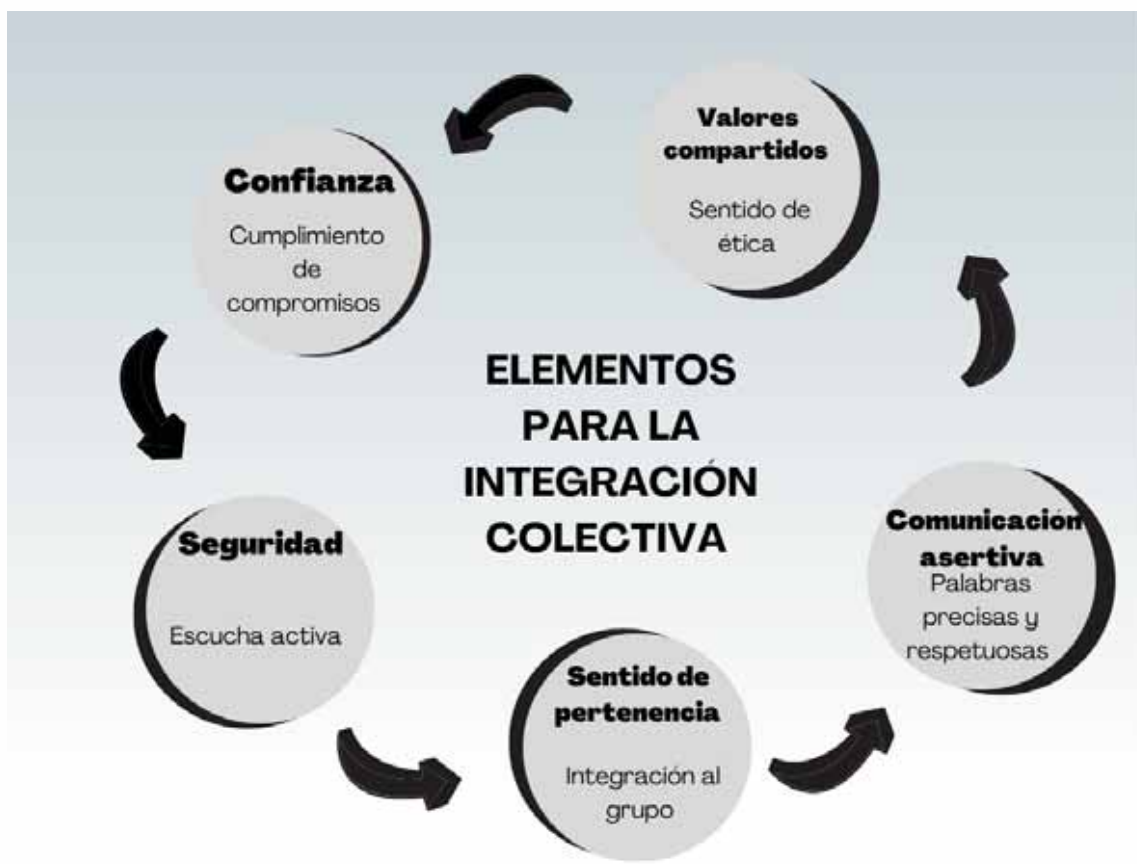 Valores
compartidos
Sentido de
ética
Confianza
Cumplimiento
de
compromisos
ELEMENTOS
PARA LA
INTEGRACIÓN
COLECTIVA
Seguridad
Escucha activa
Comunicación
asertiva
Palabras
precisas y
respetuosas
Sentido de
pertenencia
Integración al
grupo